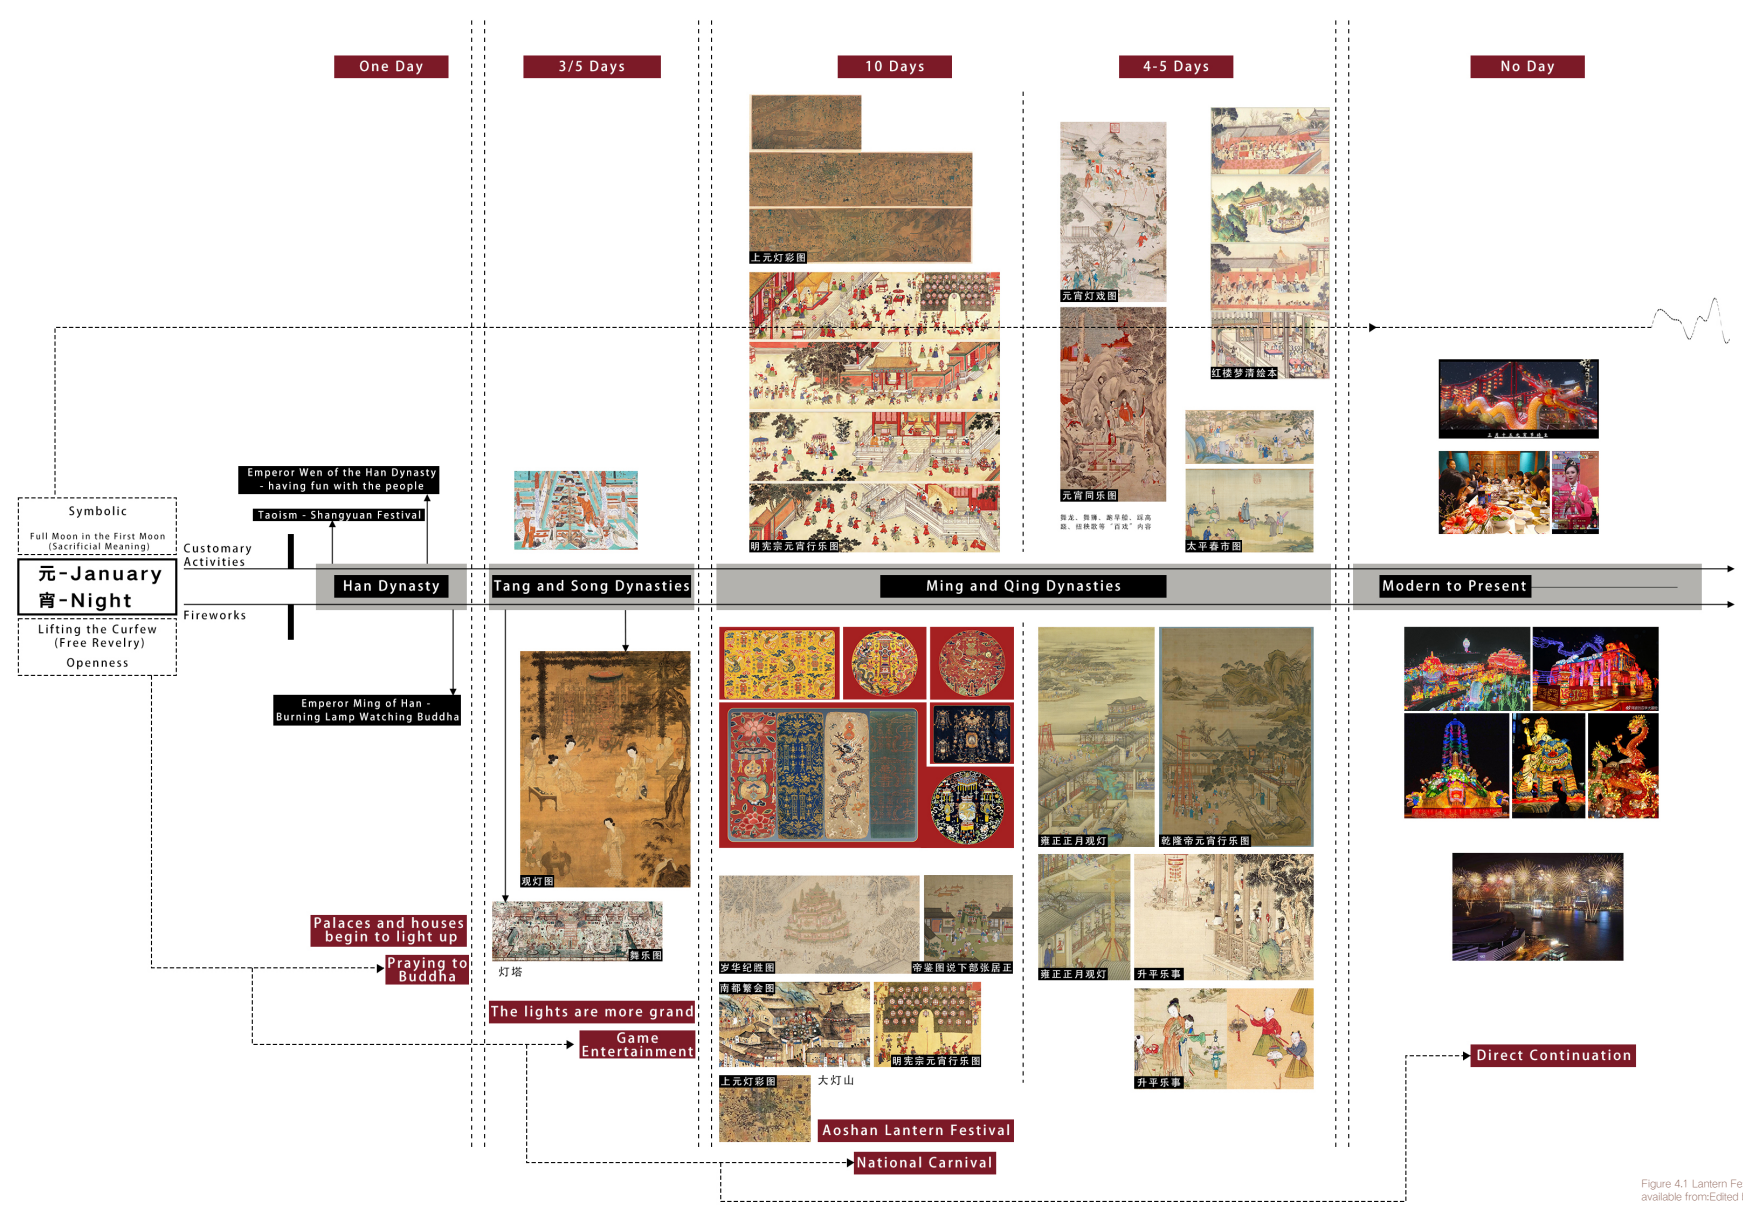 One Day
3/5 Days
10 Days
4-5 Days
No Day
上元灯彩图
元宵灯戏图
红楼梦清绘本
元宵同乐图
舞龙、舞狮、跑旱船、踩高
跷、扭秧歌等“百戏”内容
太平春市图
明宪宗元宵行乐图
Emperor Wen of the Han Dynasty
- having fun with the people
Taoism - Shangyuan Festival
Symbolic
Full Moon in the First Moon
(Sacrificial Meaning)
Customary
Activities
元-January
宵-Night
Fireworks
Lifting the Curfew
(Free Revelry)
Openness
Han Dynasty
Tang and Song Dynasties
Ming and Qing Dynasties
Modern to Present
Emperor Ming of Han -
Burning Lamp Watching Buddha
观灯图
舞乐图
灯塔
Palaces and houses
begin to light up
Praying to
Buddha
The lights are more grand
Game
Entertainment
雍正正月观灯
乾隆帝元宵行乐图
岁华纪胜图
帝鉴图说下部张居正
雍正正月观灯
升平乐事
南都繁会图
明宪宗元宵行乐图
升平乐事
上元灯彩图
大灯山
Aoshan Lantern Festival
National Carnival
Direct Continuation
Figure 4.1 Lantern Fe
available from:Edited